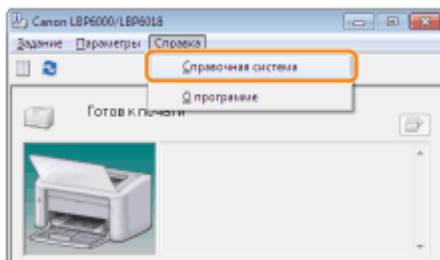 Canon LBP6000/LBP6018
Задание Параметры Справка
Справочная система
О программе
Готов к печати